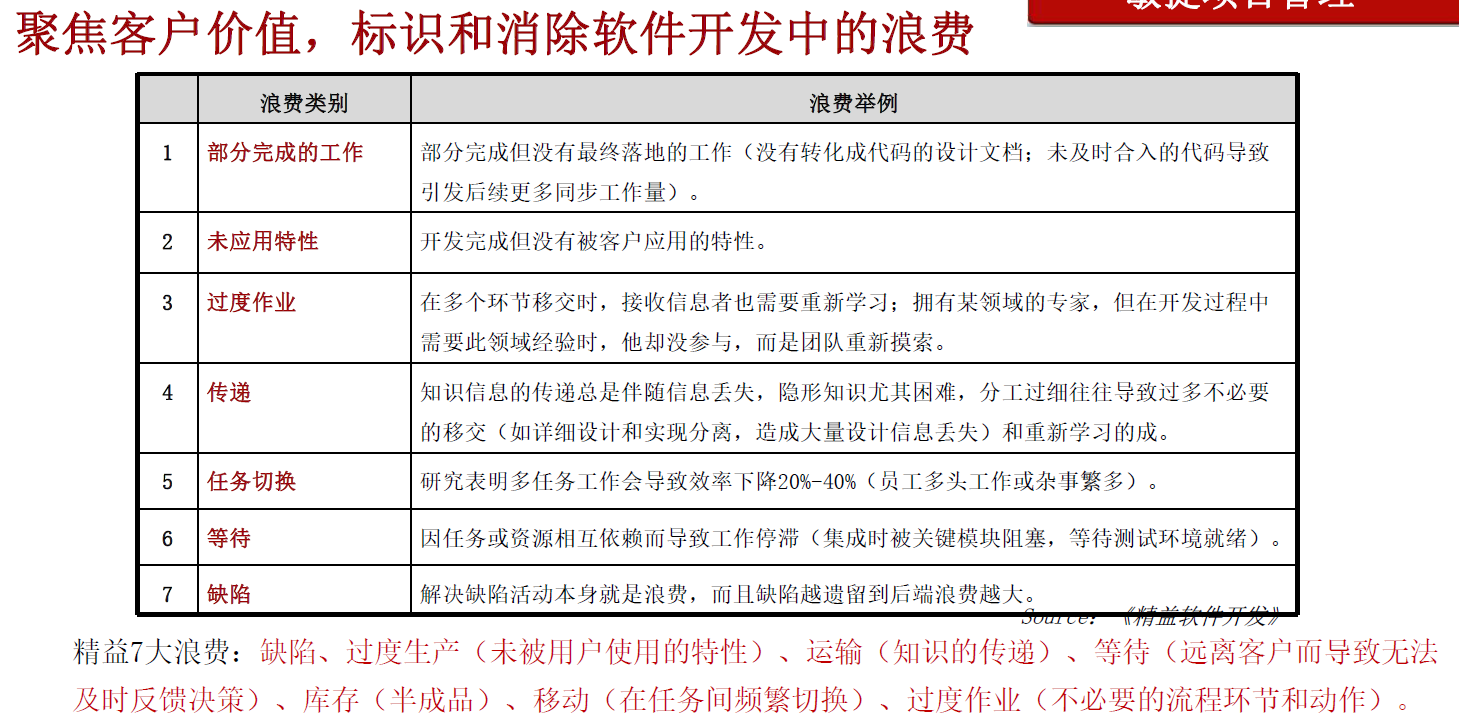 敏捷项目管理
聚焦客户价值，标识和消除软件开发中的浪费
浪费类别 浪费举例
1 部分完成的工作 部分完成但没有最终落地的工作（没有转化成代码的设计文档；未及时合入的代码导致
引发后续更多同步工作量）。
2 未应用特性 开发完成但没有被客户应用的特性。
3 过度作业 在多个环节移交时，接收信息者也需要重新学习；拥有某领域的专家，但在开发过程中
需要此领域经验时，他却没参与，而是团队重新摸索。
4 传递 知识信息的传递总是伴随信息丢失，隐形知识尤其困难，分工过细往往导致过多不必要
的移交（如详细设计和实现分离，造成大量设计信息丢失）和重新学习的成。
5 任务切换 研究表明多任务工作会导致效率下降20%-40%（员工多头工作或杂事繁多）。
6 等待 因任务或资源相互依赖而导致工作停滞（集成时被关键模块阻塞，等待测试环境就绪）。
7 缺陷 解决缺陷活动本身就是浪费，而且缺陷越遗留到后端浪费越大。
Source：《精益软件开发》
精益7大浪费：缺陷、过度生产（未被用户使用的特性）、运输（知识的传递）、等待（远离客户而导致无法
及时反馈决策）、库存（半成品）、移动（在任务间频繁切换）、过度作业（不必要的流程环节和动作）。